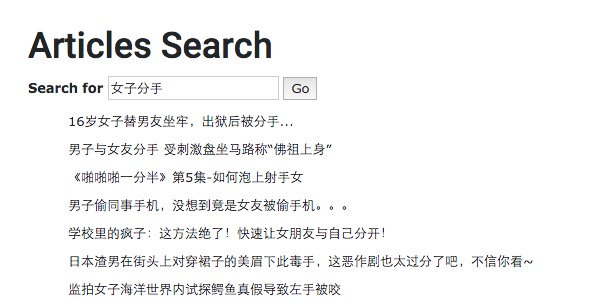 Articles Search
Search for 女子分手 Go
16岁女子替男友坐牢，出狱后被分手...
男子与女友分手 受刺激盘坐马路称“佛祖上身”
《啪啪啪一分半》第5集-如何泡上射手女
男子偷同事手机，没想到竟是女友被偷手机。。。
学校里的疯子：这方法绝了！快速让女朋友与自己分开！
日本渣男在街头上对穿裙子的美眉下此毒手，这恶作剧也太过分了吧，不信你看~
监拍女子海洋世界内试探鳄鱼真假导致左手被咬